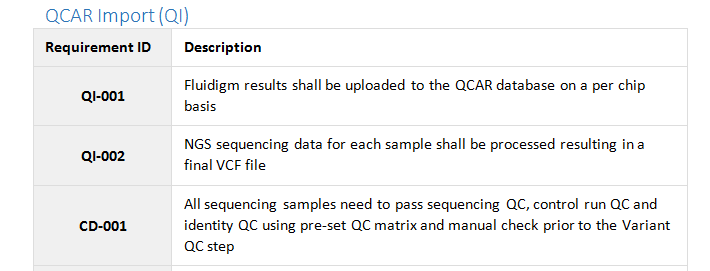 QCAR Import (QI)
Requirement ID Description
QI-001
Fluidigm results shall be uploaded to the QCAR database on a per chip
basis
QI-002
NGS sequencing data for each sample shall be processed resulting in a
final VCF file
CD-001
All sequencing samples need to pass sequencing QC, control run QC and
identity QC using pre-set QC matrix and manual check prior to the Variant
QC step